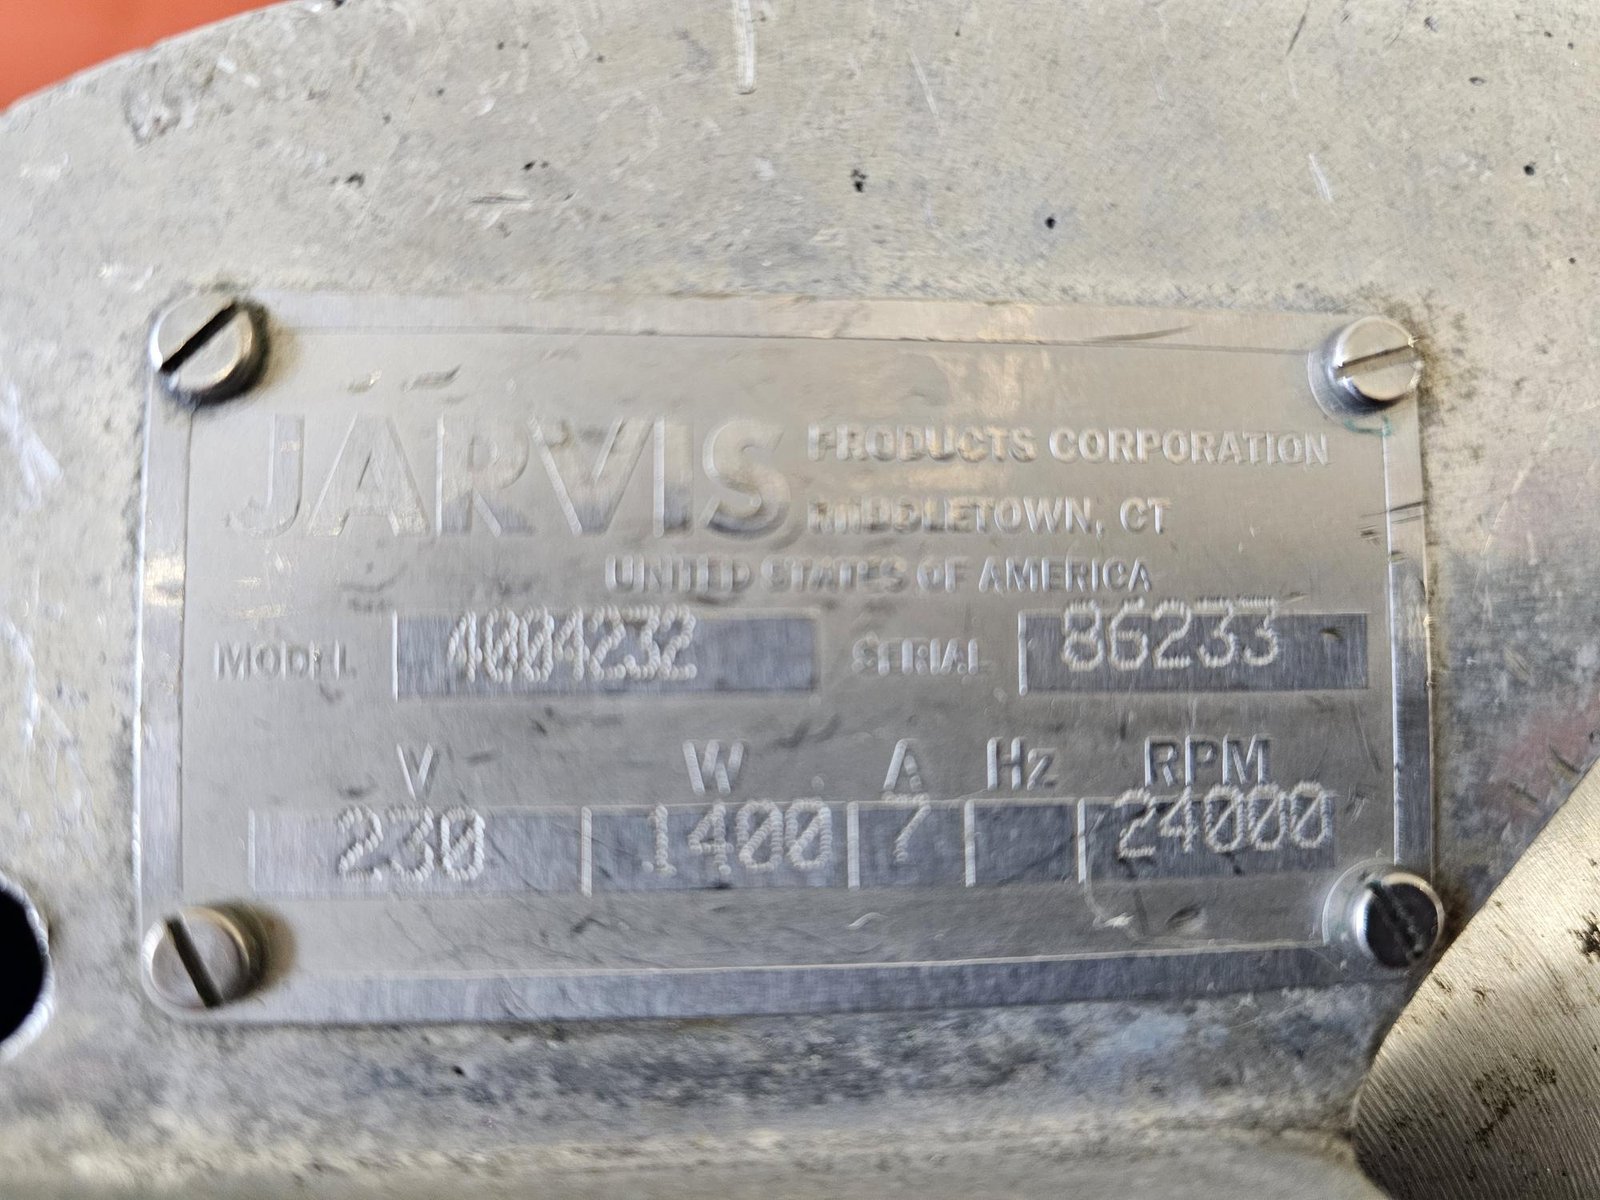 JARVIS PRODUCTS CORPORATION
MIDDLETOWN, CT
UNITED STATES OF AMERICA
MODEL 4004232 SERIAL 86233
V W A Hz RPM
230 1400 7 24000